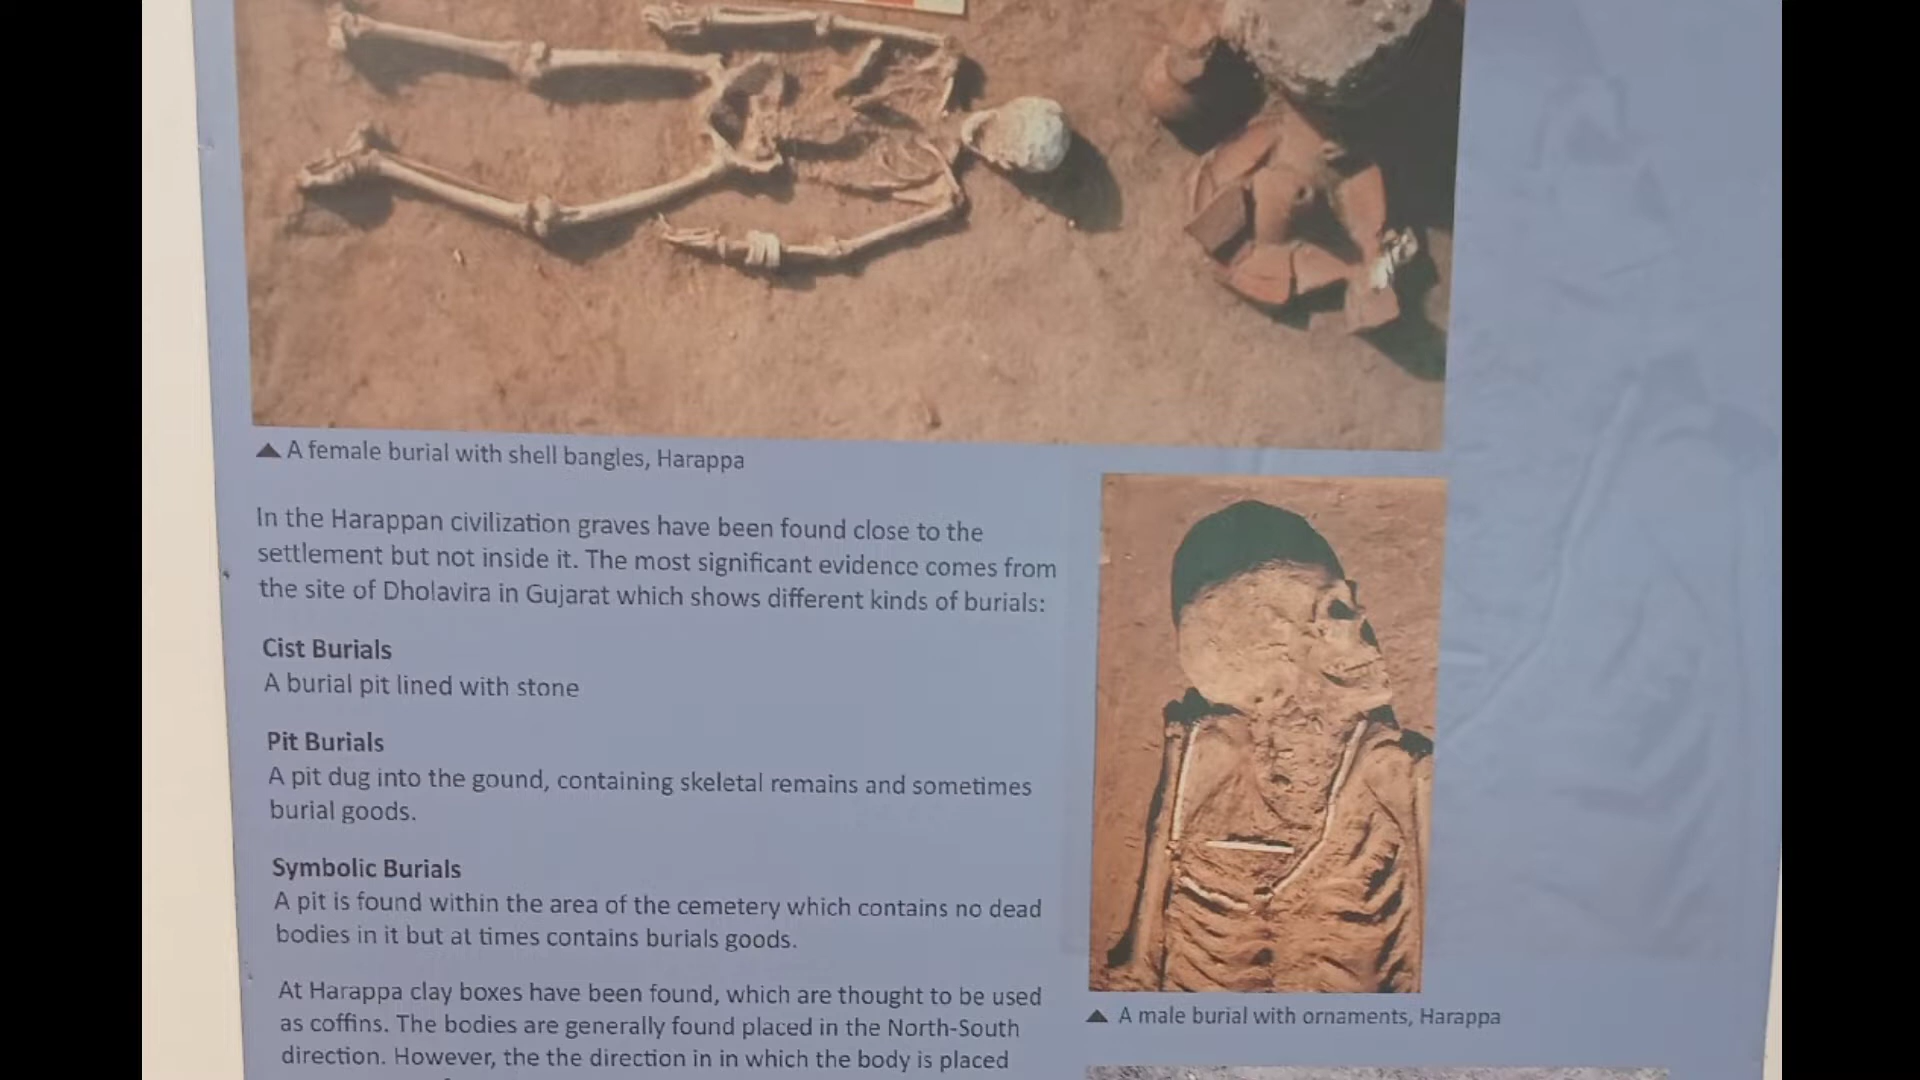 ▲ A female burial with shell bangles, Harappa
In the Harappan civilization graves have been found close to the
settlement but not inside it. The most significant evidence comes from
the site of Dholavira in Gujarat which shows different kinds of burials:
Cist Burials
A burial pit lined with stone
Pit Burials
A pit dug into the gound, containing skeletal remains and sometimes
burial goods.
Symbolic Burials
A pit is found within the area of the cemetery which contains no dead
bodies in it but at times contains burials goods.
At Harappa clay boxes have been found, which are thought to be used
as coffins. The bodies are generally found placed in the North-South
direction. However, the the direction in in which the body is placed
▲ A male burial with ornaments, Harappa